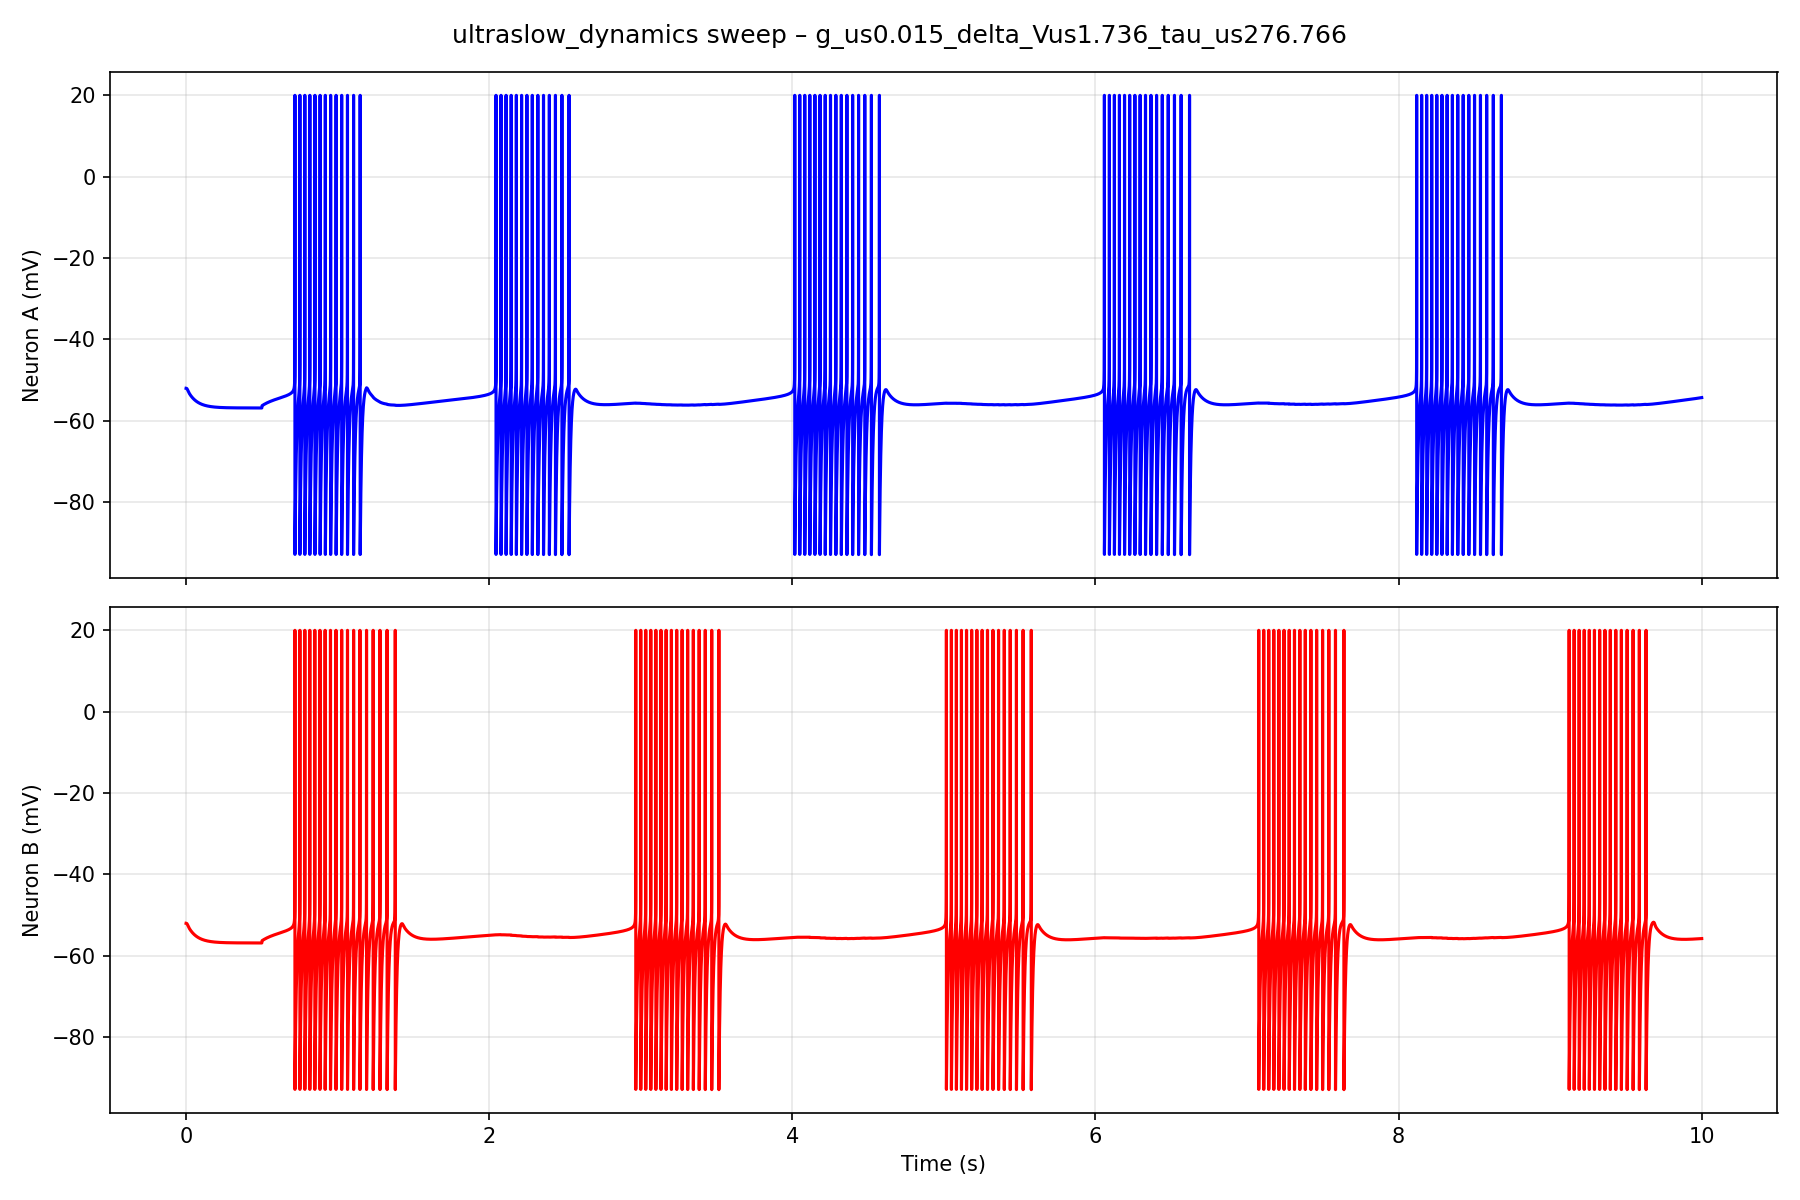 ultraslow_dynamics sweep – g_us0.015_delta_Vus1.736_tau_us276.766
Neuron A (mV)
20
0
−20
−40
−60
−80
Neuron B (mV)
20
0
−20
−40
−60
−80
0 2 4 6 8 10
Time (s)